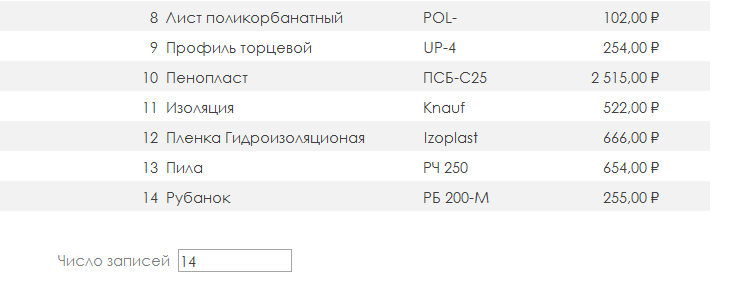 8 Лист поликорбанатный POL- 102,00 ₽
9 Профиль торцевой UP-4 254,00 ₽
10 Пенопласт ПСБ-С25 2 515,00 ₽
11 Изоляция Knauf 522,00 ₽
12 Пленка Гидроизоляционая Izoplast 666,00 ₽
13 Пила РЧ 250 654,00 ₽
14 Рубанок РБ 200-М 255,00 ₽
Число записей 14